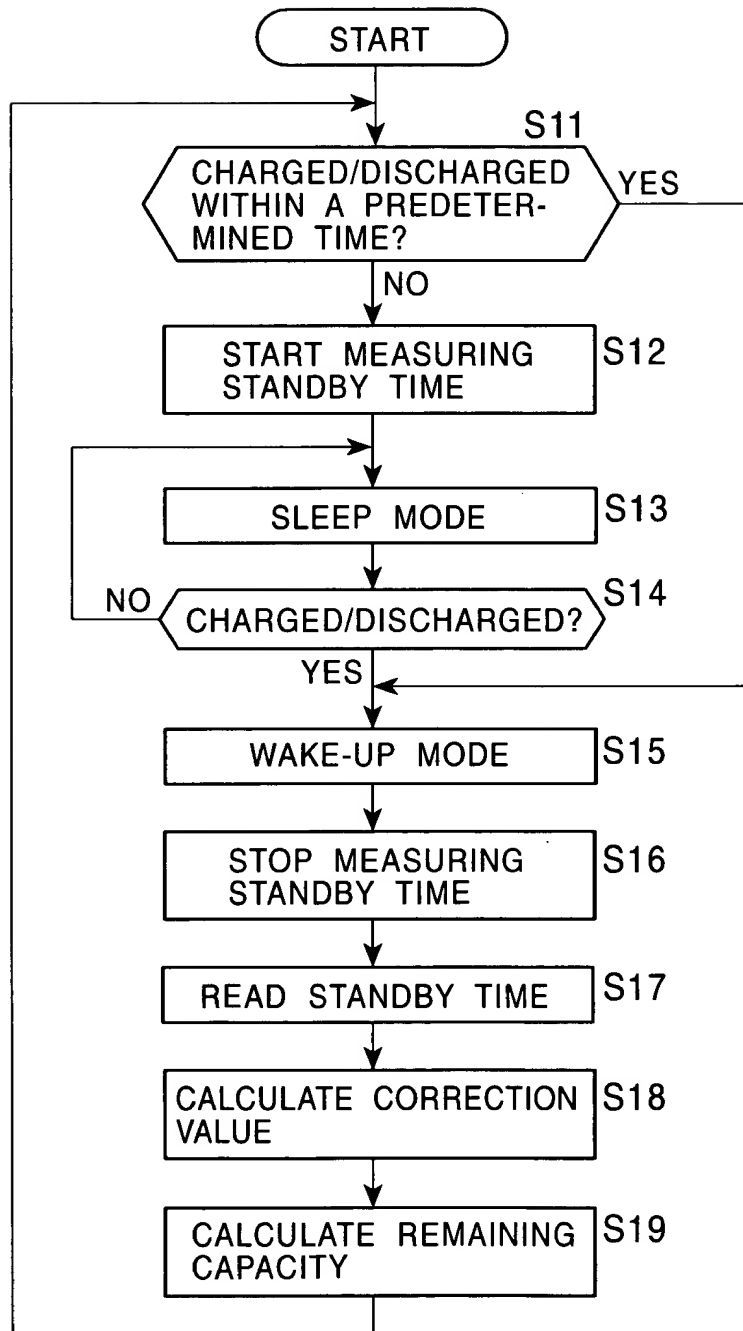 START
S11
CHARGED/DISCHARGED
WITHIN A PREDETER-
MINED TIME?
YES
NO
START MEASURING
STANDBY TIME
S12
SLEEP MODE
S13
S14
NO
CHARGED/DISCHARGED?
YES
WAKE-UP MODE
S15
STOP MEASURING
STANDBY TIME
S16
READ STANDBY TIME
S17
CALCULATE CORRECTION
VALUE
S18
CALCULATE REMAINING
CAPACITY
S19